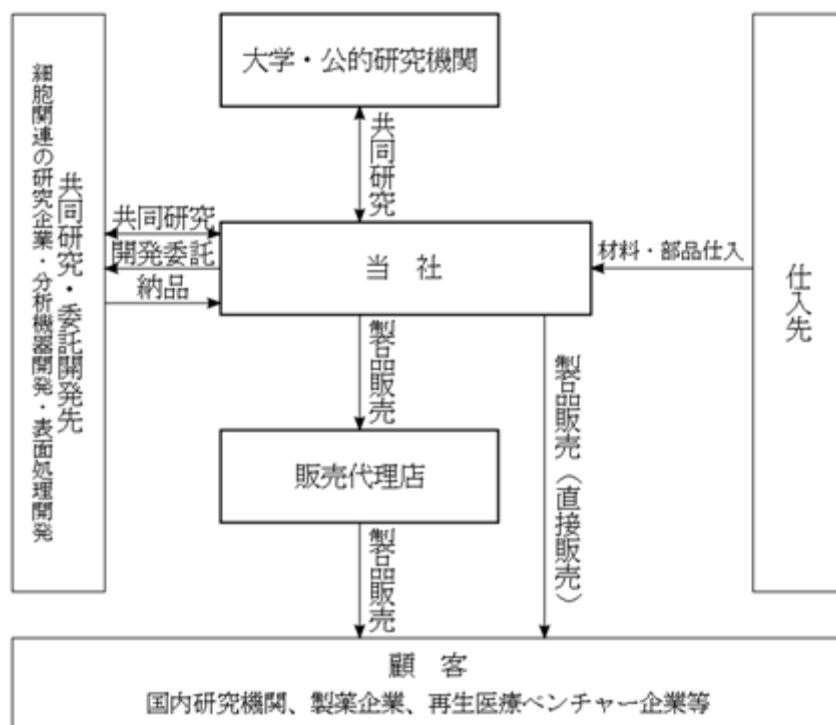 大学・公的研究機関
共同研究
共同研究・委託開発先
細胞関連の研究企業・分析機器開発・表面処理開発
共同研究
開発委託
納品
当 社
材料・部品仕入
仕入先
製品販売
製品販売（直接販売）
販売代理店
製品販売
顧 客
国内研究機関、製薬企業、再生医療ベンチャー企業等